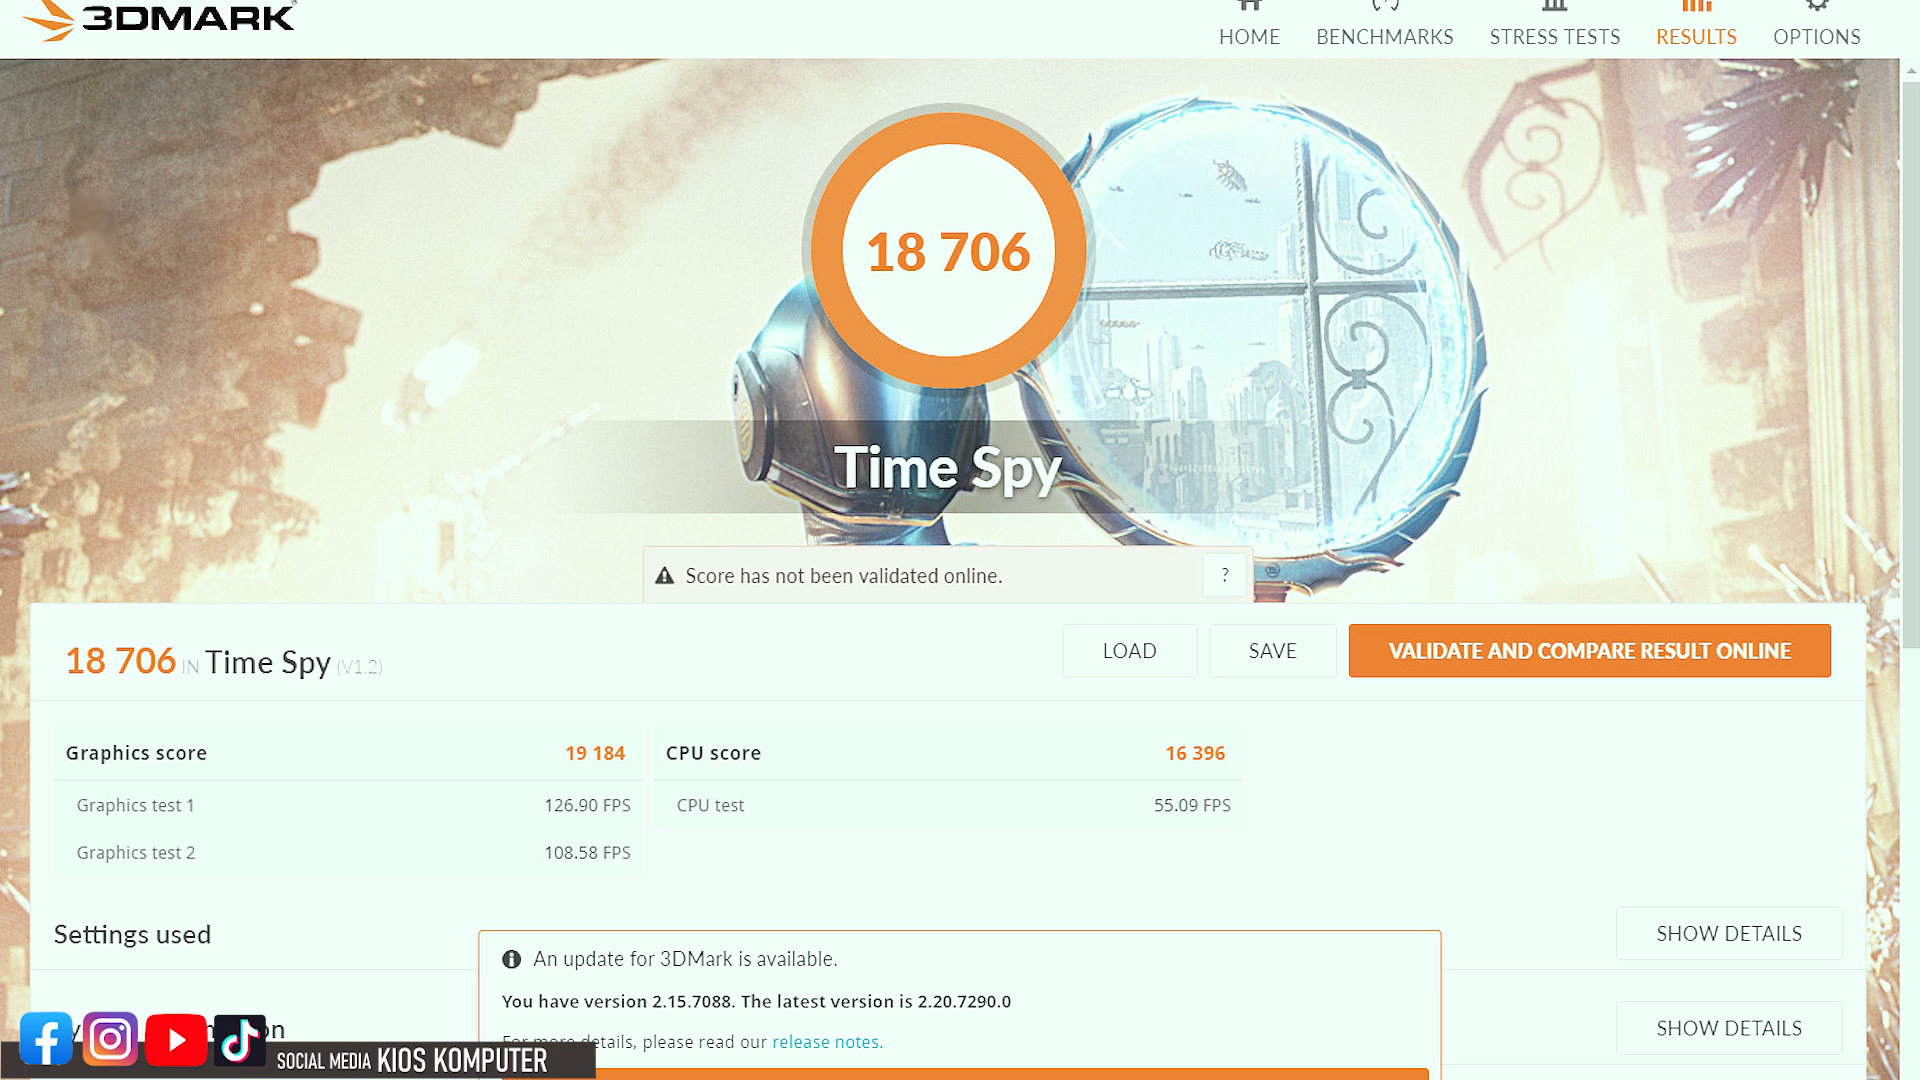 3DMARK
HOME BENCHMARKS STRESS TESTS RESULTS OPTIONS
18 706
Time Spy
Score has not been validated online. ?
18 706 IN Time Spy (V1.2)
LOAD SAVE VALIDATE AND COMPARE RESULT ONLINE
Graphics score 19 184
CPU score 16 396
Graphics test 1 126.90 FPS
CPU test 55.09 FPS
Graphics test 2 108.58 FPS
Settings used SHOW DETAILS
An update for 3DMark is available.
You have version 2.15.7088. The latest version is 2.20.7290.0
SHOW DETAILS
For more details, please read our release notes.
SOCIAL MEDIA KIOS KOMPUTER